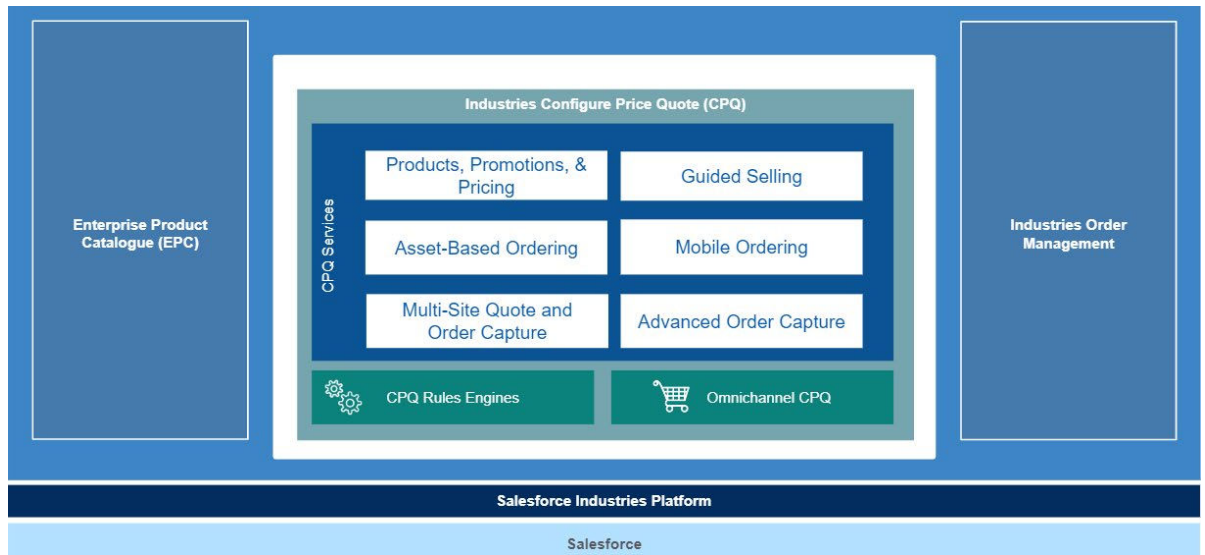 Industries Configure Price Quote (CPQ)
Enterprise Product
Catalogue (EPC)
CPQ Services
Products, Promotions, &
Pricing
Guided Selling
Asset-Based Ordering
Mobile Ordering
Multi-Site Quote and
Order Capture
Advanced Order Capture
CPQ Rules Engines
Omnichannel CPQ
Industries Order
Management
Salesforce Industries Platform
Salesforce